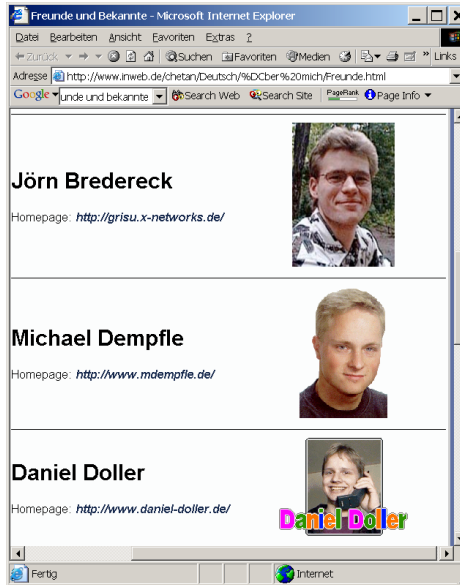 Freunde und Bekannte - Microsoft Internet Explorer
Datei Bearbeiten Ansicht Favoriten Extras ?
Zurück Suchen Favoriten Medien » Links
Adresse http://www.inweb.de/chetan/Deutsch/%DCber%20mich/Freunde.html
Google unde und bekannte Search Web Search Site PageRank Page Info
Jörn Bredereck
Homepage: http://grisu.x-networks.de/
Michael Dempfle
Homepage: http://www.mdempfle.de/
Daniel Doller
Homepage: http://www.daniel-doller.de/
Daniel Doller
Fertig Internet